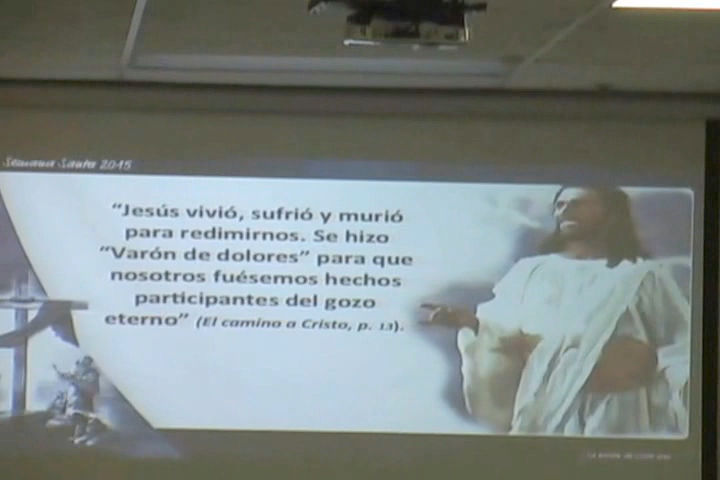 Semana Santa 2015
“Jesús vivió, sufrió y murió
para redimirnos. Se hizo
“Varón de dolores” para que
nosotros fuésemos hechos
participantes del gozo
eterno” (El camino a Cristo, p. 13).